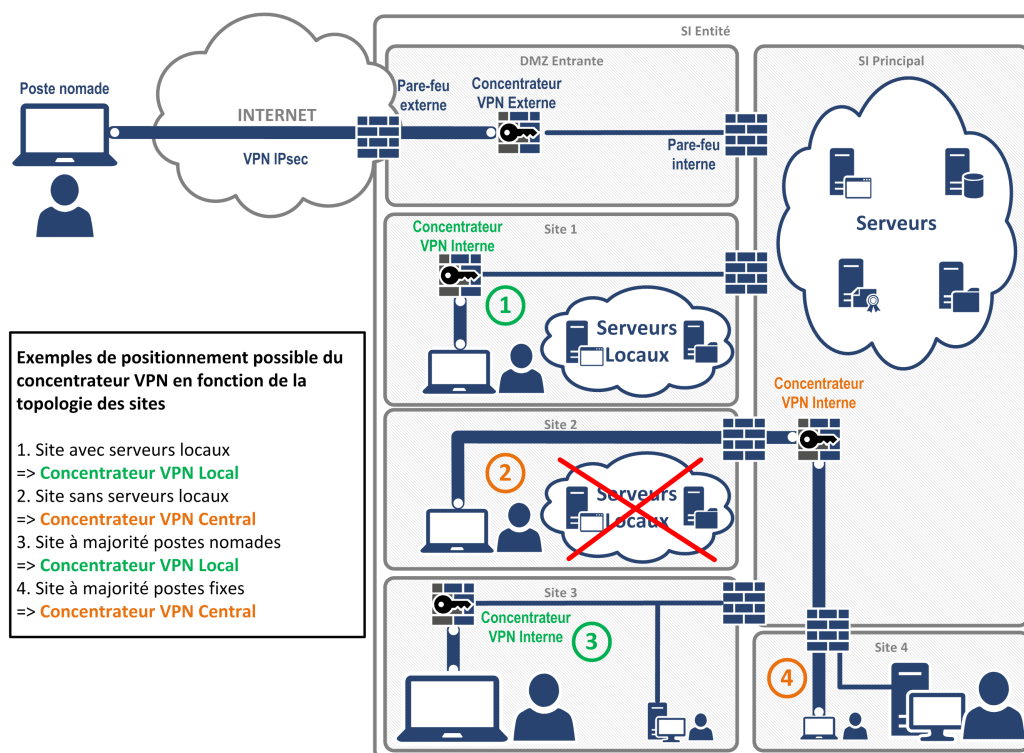 SI Entité
DMZ Entrante
SI Principal
Poste nomade
INTERNET
VPN IPsec
Pare-feu
externe
Concentrateur
VPN Externe
Pare-feu
interne
Serveurs
Site 1
Concentrateur
VPN Interne
1
Serveurs
Locaux
Exemples de positionnement possible du
concentrateur VPN en fonction de la
topologie des sites
1. Site avec serveurs locaux
=> Concentrateur VPN Local
2. Site sans serveurs locaux
=> Concentrateur VPN Central
3. Site à majorité postes nomades
=> Concentrateur VPN Local
4. Site à majorité postes fixes
=> Concentrateur VPN Central
Site 2
2
Serveurs
Locaux
Concentrateur
VPN Interne
Site 3
Concentrateur
VPN Interne
3
Site 4
4